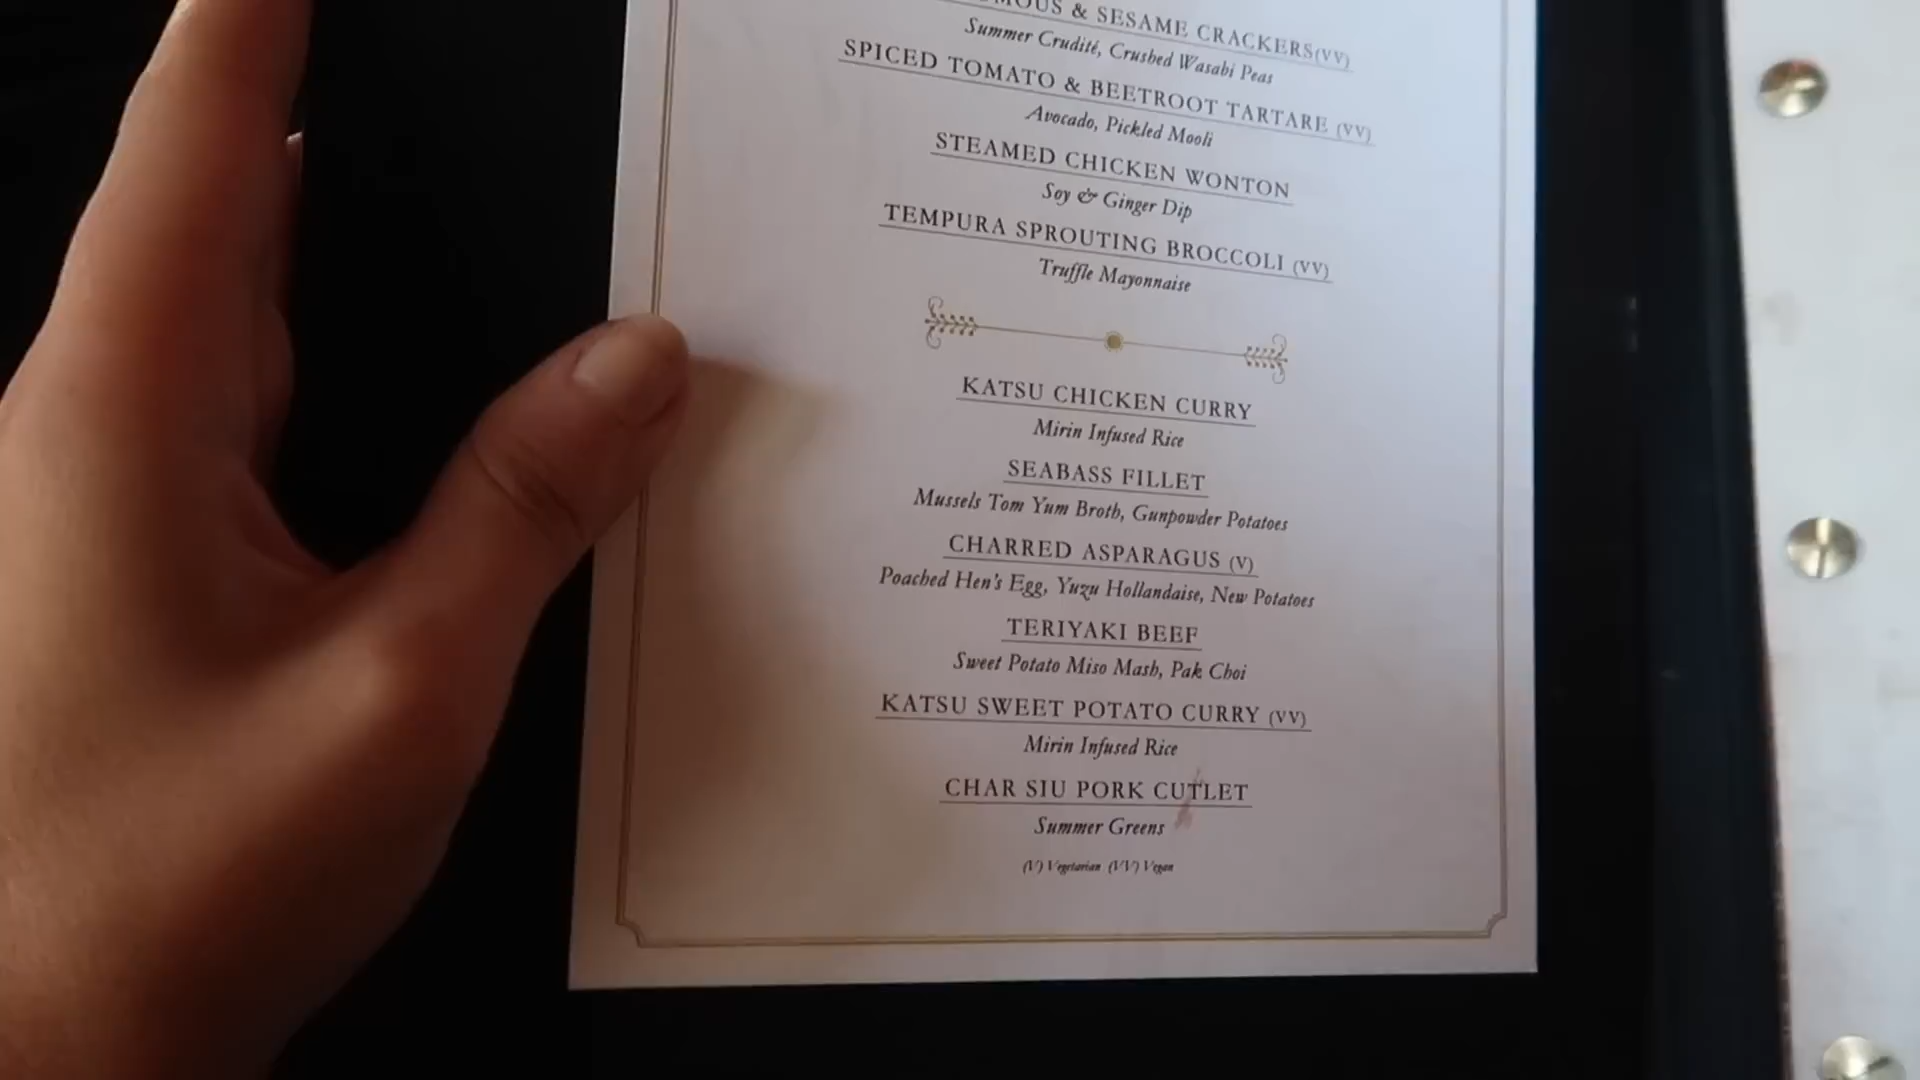 & SESAME CRACKERS(VV)
Summer Crudité, Crushed Wasabi Peas
SPICED TOMATO & BEETROOT TARTARE (VV)
Avocado, Pickled Mooli
STEAMED CHICKEN WONTON
Soy & Ginger Dip
TEMPURA SPROUTING BROCCOLI (VV)
Truffle Mayonnaise
KATSU CHICKEN CURRY
Mirin Infused Rice
SEABASS FILLET
Mussels Tom Yum Broth, Gunpowder Potatoes
CHARRED ASPARAGUS (V)
Poached Hen's Egg, Yuzu Hollandaise, New Potatoes
TERIYAKI BEEF
Sweet Potato Miso Mash, Pak Choi
KATSU SWEET POTATO CURRY (VV)
Mirin Infused Rice
CHAR SIU PORK CUTLET
Summer Greens
(V) Vegetarian (VV) Vegan